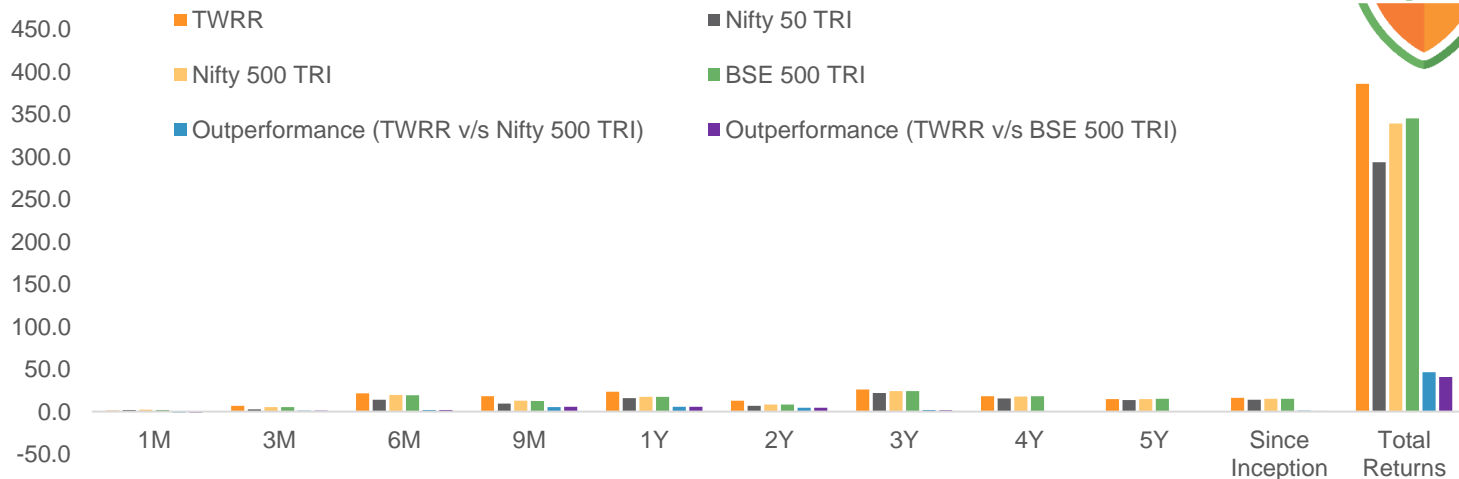 TWRR
Nifty 50 TRI
Nifty 500 TRI
BSE 500 TRI
Outperformance (TWRR v/s Nifty 500 TRI)
Outperformance (TWRR v/s BSE 500 TRI)
450.0
400.0
350.0
300.0
250.0
200.0
150.0
100.0
50.0
0.0
-50.0
1M
3M
6M
9M
1Y
2Y
3Y
4Y
5Y
Since
Inception
Total
Returns